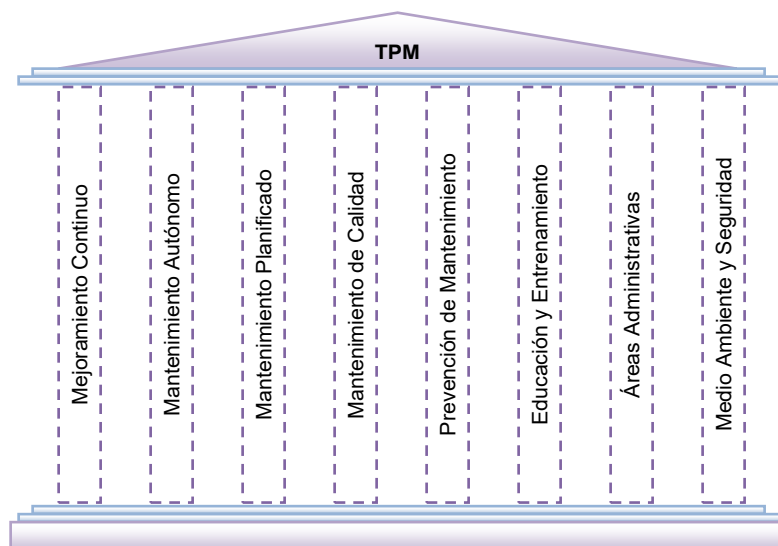 TPM
Mejoramiento Continuo
Mantenimiento Autónomo
Mantenimiento Planificado
Mantenimiento de Calidad
Prevención de Mantenimiento
Educación y Entrenamiento
Áreas Administrativas
Medio Ambiente y Seguridad